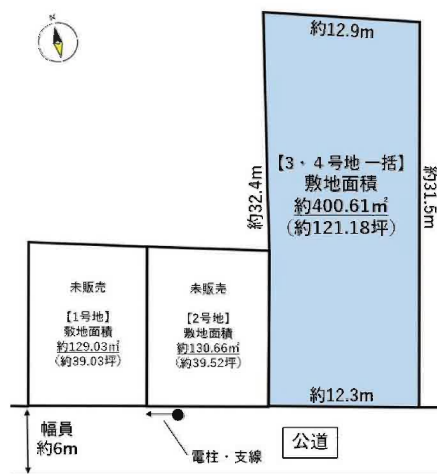 N
約12.9m
【3・4号地 一括】
敷地面積
約400.61㎡
(約121.18坪)
約32.4m
約31.5m
未販売
【1号地】
敷地面積
約129.03㎡
(約39.03坪)
未販売
【2号地】
敷地面積
約130.66㎡
(約39.52坪)
約12.3m
幅員
約6m
電柱・支線
公道